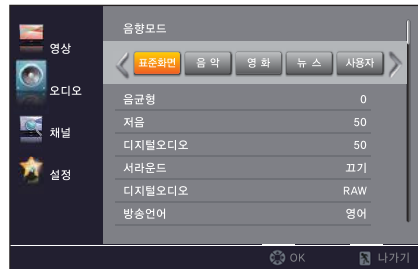 영상
오디오
채널
설정
음향모드
표준화면 음악 영화 뉴스 사용자
음균형 0
저음 50
디지털오디오 50
서라운드 끄기
디지털오디오 RAW
방송언어 영어
OK 나가기